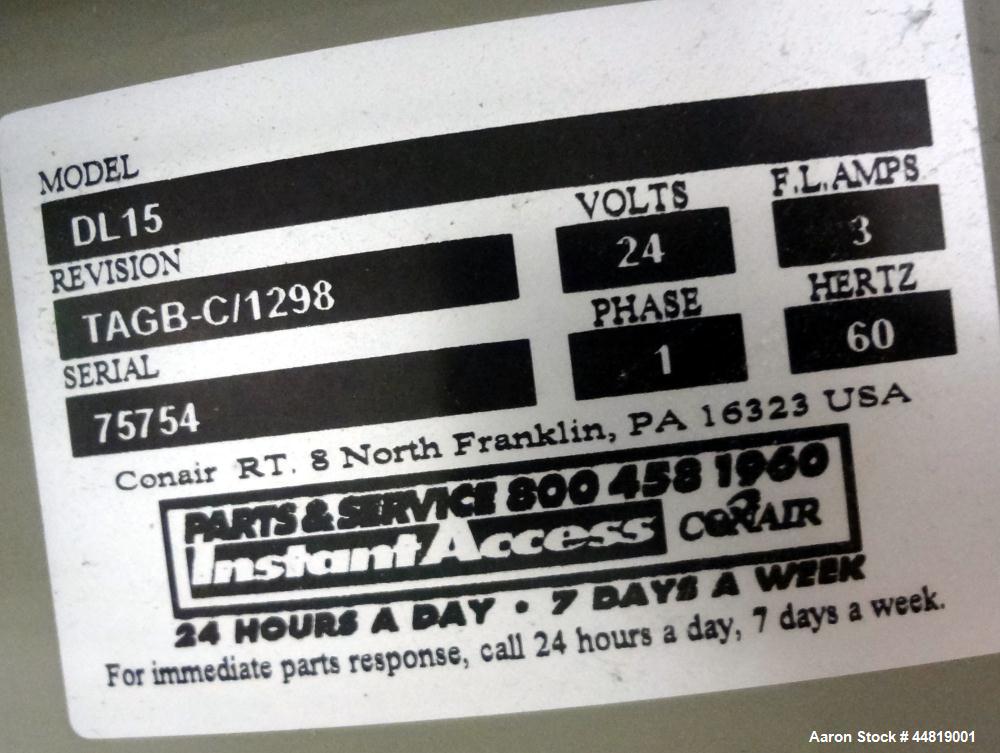 MODEL
DL15
REVISION
TAGB-C/1298
SERIAL
75754
VOLTS
24
F.L.AMPS
3
PHASE
1
HERTZ
60
Conair RT. 8 North Franklin, PA 16323 USA
PARTS & SERVICE 800 458 1960
Instant Access CONAIR
24 HOURS A DAY • 7 DAYS A WEEK
For immediate parts response, call 24 hours a day, 7 days a week.
Aaron Stock # 44819001